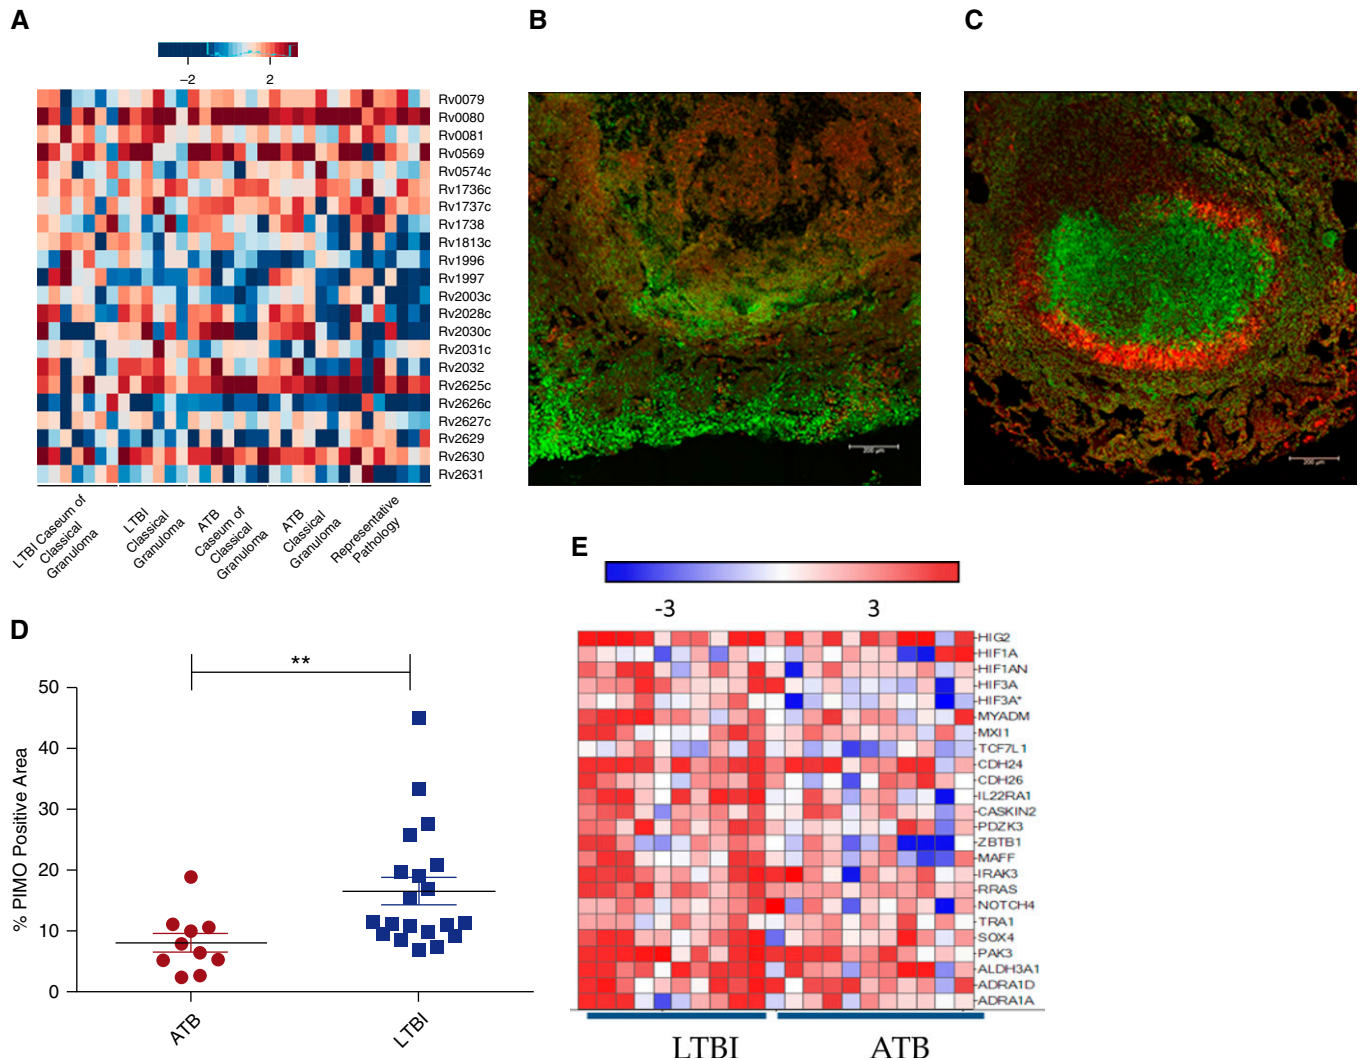 A
B
C
-2
2
Rv0079
Rv0080
Rv0081
Rv0569
Rv0574c
Rv1736c
Rv1737c
Rv1738
Rv1813c
Rv1996
Rv1997
Rv2003c
Rv2028c
Rv2030c
Rv2031c
Rv2032
Rv2625c
Rv2626c
Rv2627c
Rv2629
Rv2630
Rv2631
LTBI Caseum of
Classical
Granuloma
LTBI
Classical
Granuloma
ATB
Caseum of
Classical
Granuloma
ATB
Classical
Granuloma
Representative
Pathology
200 µm
200 µm
D
**
50
40
30
20
10
0
% PIMO Positive Area
ATB
LTBI
E
-3
3
HIG2
HIF1A
HIF1AN
HIF3A
HIF3A*
MYADM
MXI1
TCF7L1
CDH24
CDH26
IL22RA1
CASKIN2
PDZK3
ZBTB1
MAFF
IRAK3
RRAS
NOTCH4
TRA1
SOX4
PAK3
ALDH3A1
ADRA1D
ADRA1A
LTBI
ATB